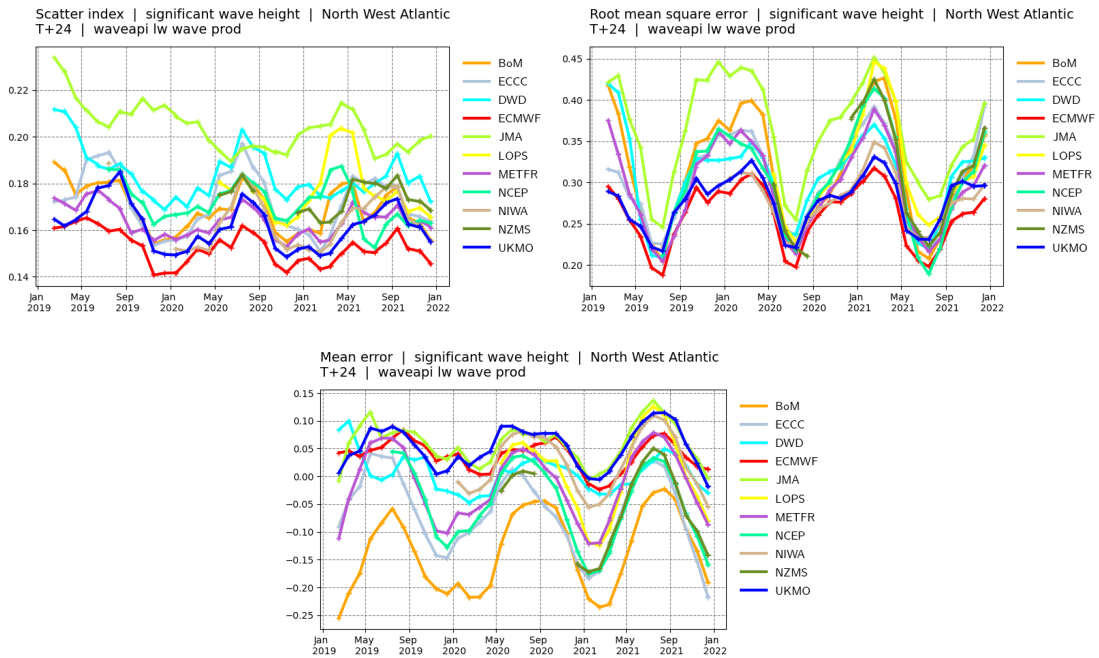 Scatter index | significant wave height | North West Atlantic
T+24 | waveapi lw wave prod
0.22
0.20
0.18
0.16
0.14
Jan 2019
May 2019
Sep 2019
Jan 2020
May 2020
Sep 2020
Jan 2021
May 2021
Sep 2021
Jan 2022
BoM
ECCC
DWD
ECMWF
JMA
LOPS
METFR
NCEP
NIWA
NZMS
UKMO
Root mean square error | significant wave height | North West Atlantic
T+24 | waveapi lw wave prod
0.45
0.40
0.35
0.30
0.25
0.20
Jan 2019
May 2019
Sep 2019
Jan 2020
May 2020
Sep 2020
Jan 2021
May 2021
Sep 2021
Jan 2022
BoM
ECCC
DWD
ECMWF
JMA
LOPS
METFR
NCEP
NIWA
NZMS
UKMO
Mean error | significant wave height | North West Atlantic
T+24 | waveapi lw wave prod
0.15
0.10
0.05
0.00
−0.05
−0.10
−0.15
−0.20
−0.25
Jan 2019
May 2019
Sep 2019
Jan 2020
May 2020
Sep 2020
Jan 2021
May 2021
Sep 2021
Jan 2022
BoM
ECCC
DWD
ECMWF
JMA
LOPS
METFR
NCEP
NIWA
NZMS
UKMO